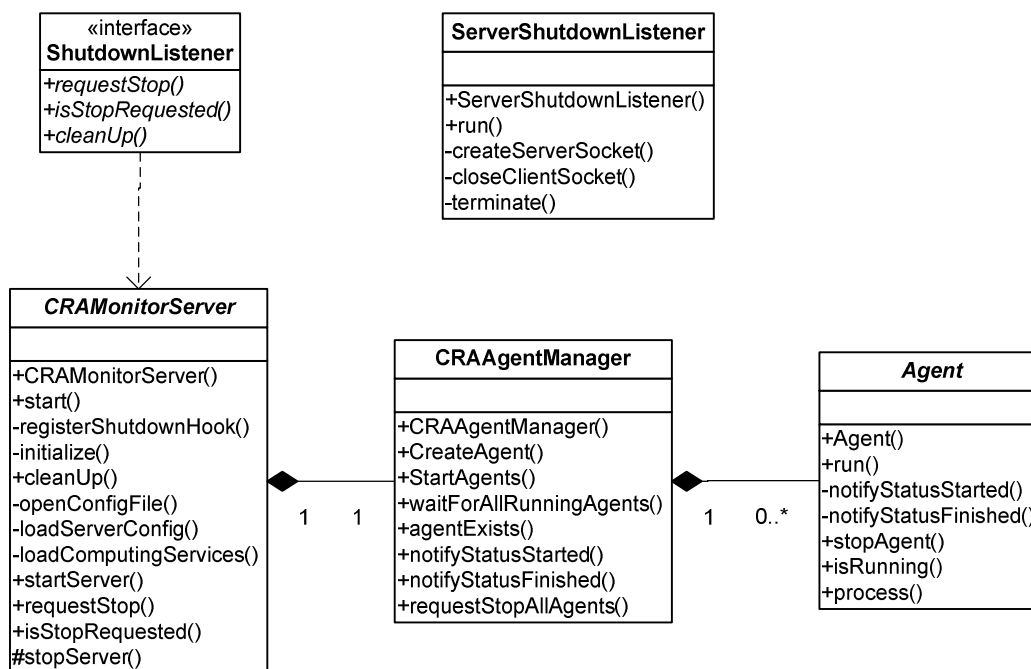 «interface»
ShutdownListener
+requestStop()
+isStopRequested()
+cleanUp()
ServerShutdownListener
+ServerShutdownListener()
+run()
-createServerSocket()
-closeClientSocket()
-terminate()
CRAMonitorServer
+CRAMonitorServer()
+start()
-registerShutdownHook()
-initialize()
+cleanUp()
-openConfigFile()
-loadServerConfig()
-loadComputingServices()
+startServer()
+requestStop()
+isStopRequested()
#stopServer()
1 1
CRAAgentManager
+CRAAgentManager()
+CreateAgent()
+StartAgents()
+waitForAllRunningAgents()
+agentExists()
+notifyStatusStarted()
+notifyStatusFinished()
+requestStopAllAgents()
1 0..*
Agent
+Agent()
+run()
-notifyStatusStarted()
-notifyStatusFinished()
+stopAgent()
+isRunning()
+process()